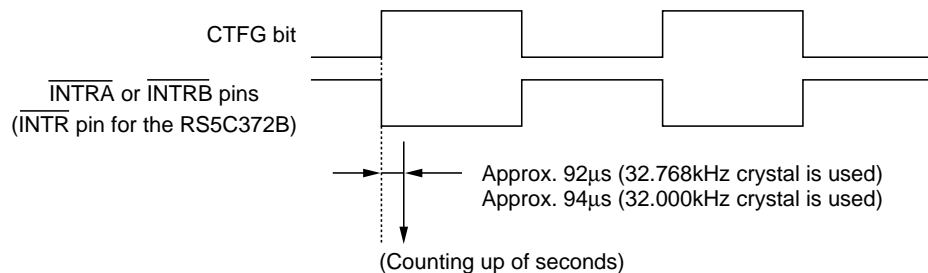 CTFG bit
INTRA or INTRB pins
(INTR pin for the RS5C372B)
Approx. 92μs (32.768kHz crystal is used)
Approx. 94μs (32.000kHz crystal is used)
(Counting up of seconds)